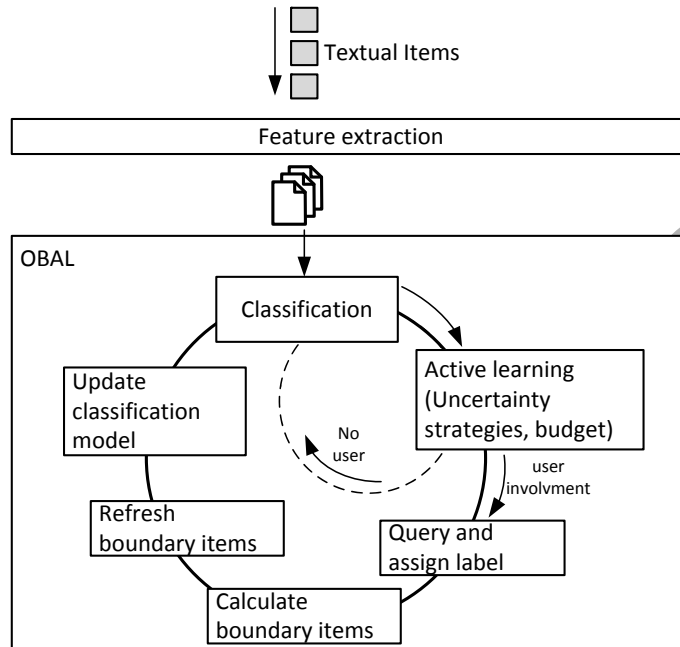 Textual Items
Feature extraction
OBAL
Classification
Active learning
(Uncertainty
strategies, budget)
Update
classification
model
No
user
user
involvment
Refresh
boundary items
Query and
assign label
Calculate
boundary items